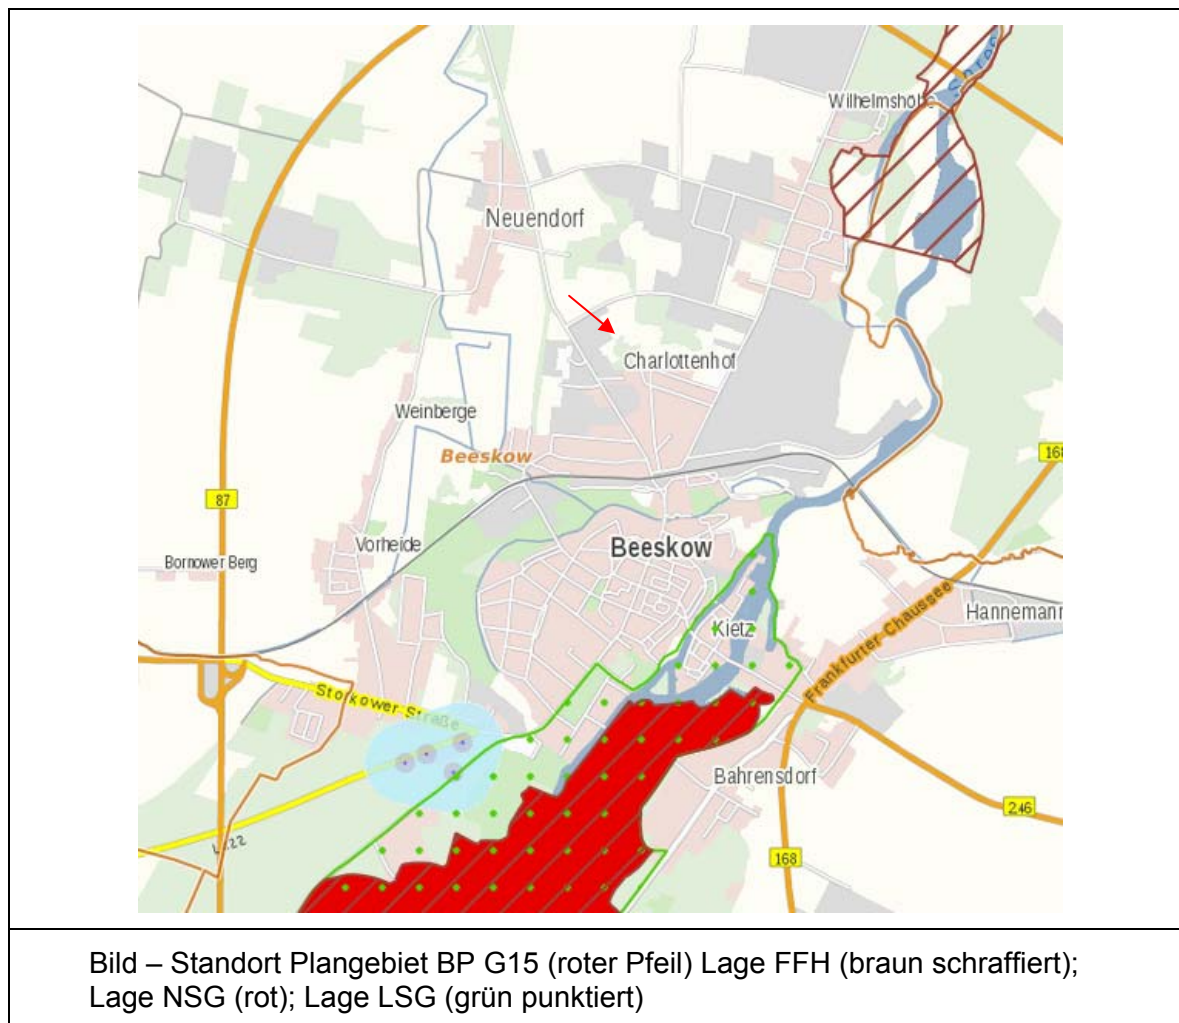 Spree
Wilhelmshöhe
Neuendorf
Charlottenhof
Weinberge
Beeskow
168
87
Vorheide
Beeskow
Bornower Berg
Hannemann
Kietz
Frankfurter Chaussee
Storkower Straße
Bahrensdorf
246
L 422
168
Bild – Standort Plangebiet BP G15 (roter Pfeil) Lage FFH (braun schraffiert);
Lage NSG (rot); Lage LSG (grün punktiert)